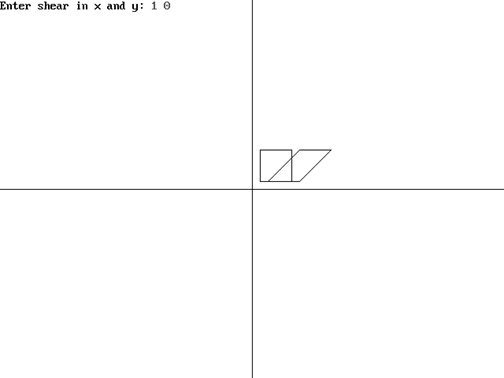 Enter shear in x and y: 1 0